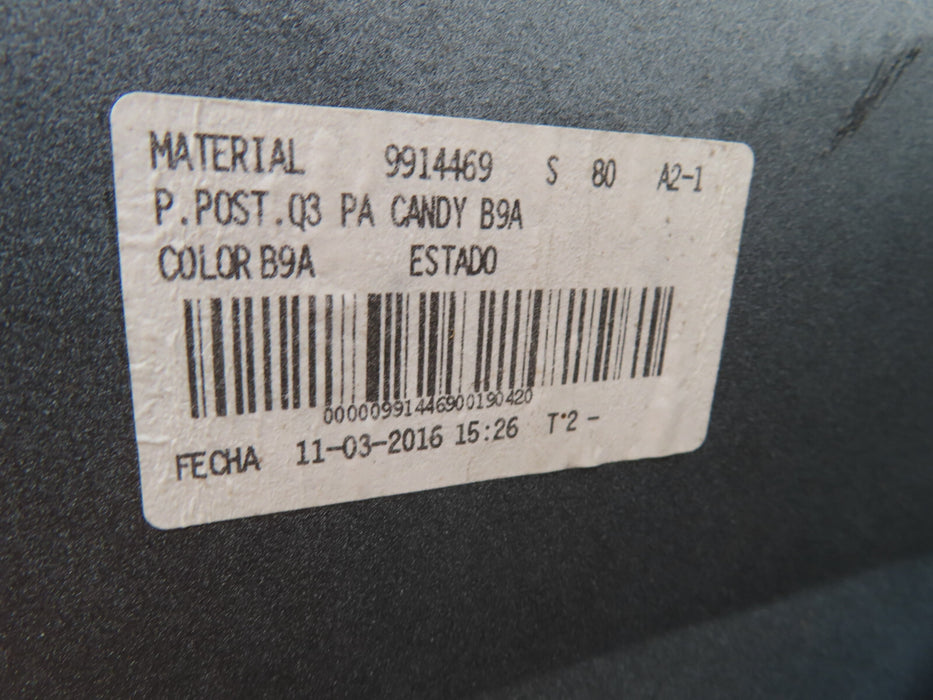 MATERIAL 9914469 S 80 A2-1
P.POST.Q3 PA CANDY B9A
COLOR B9A ESTADO
00000991446900190420
FECHA 11-03-2016 15:26 T*2 -